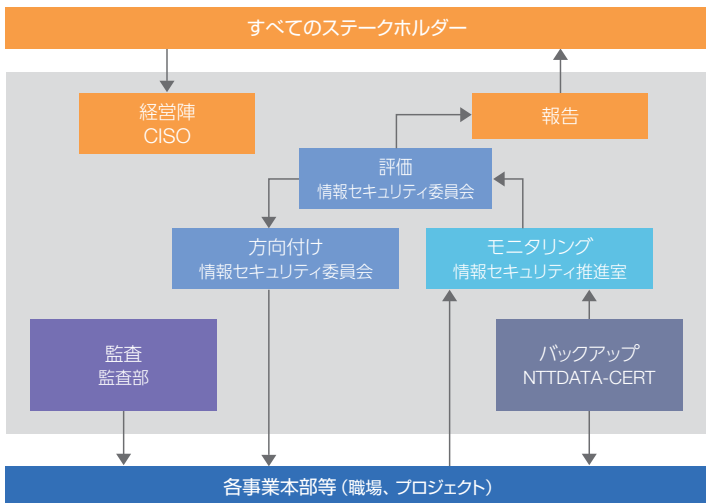 すべてのステークホルダー
経営陣
CISO
報告
評価
情報セキュリティ委員会
方向付け
情報セキュリティ委員会
モニタリング
情報セキュリティ推進室
監査
監査部
バックアップ
NTTDATA-CERT
各事業本部等（職場、プロジェクト）